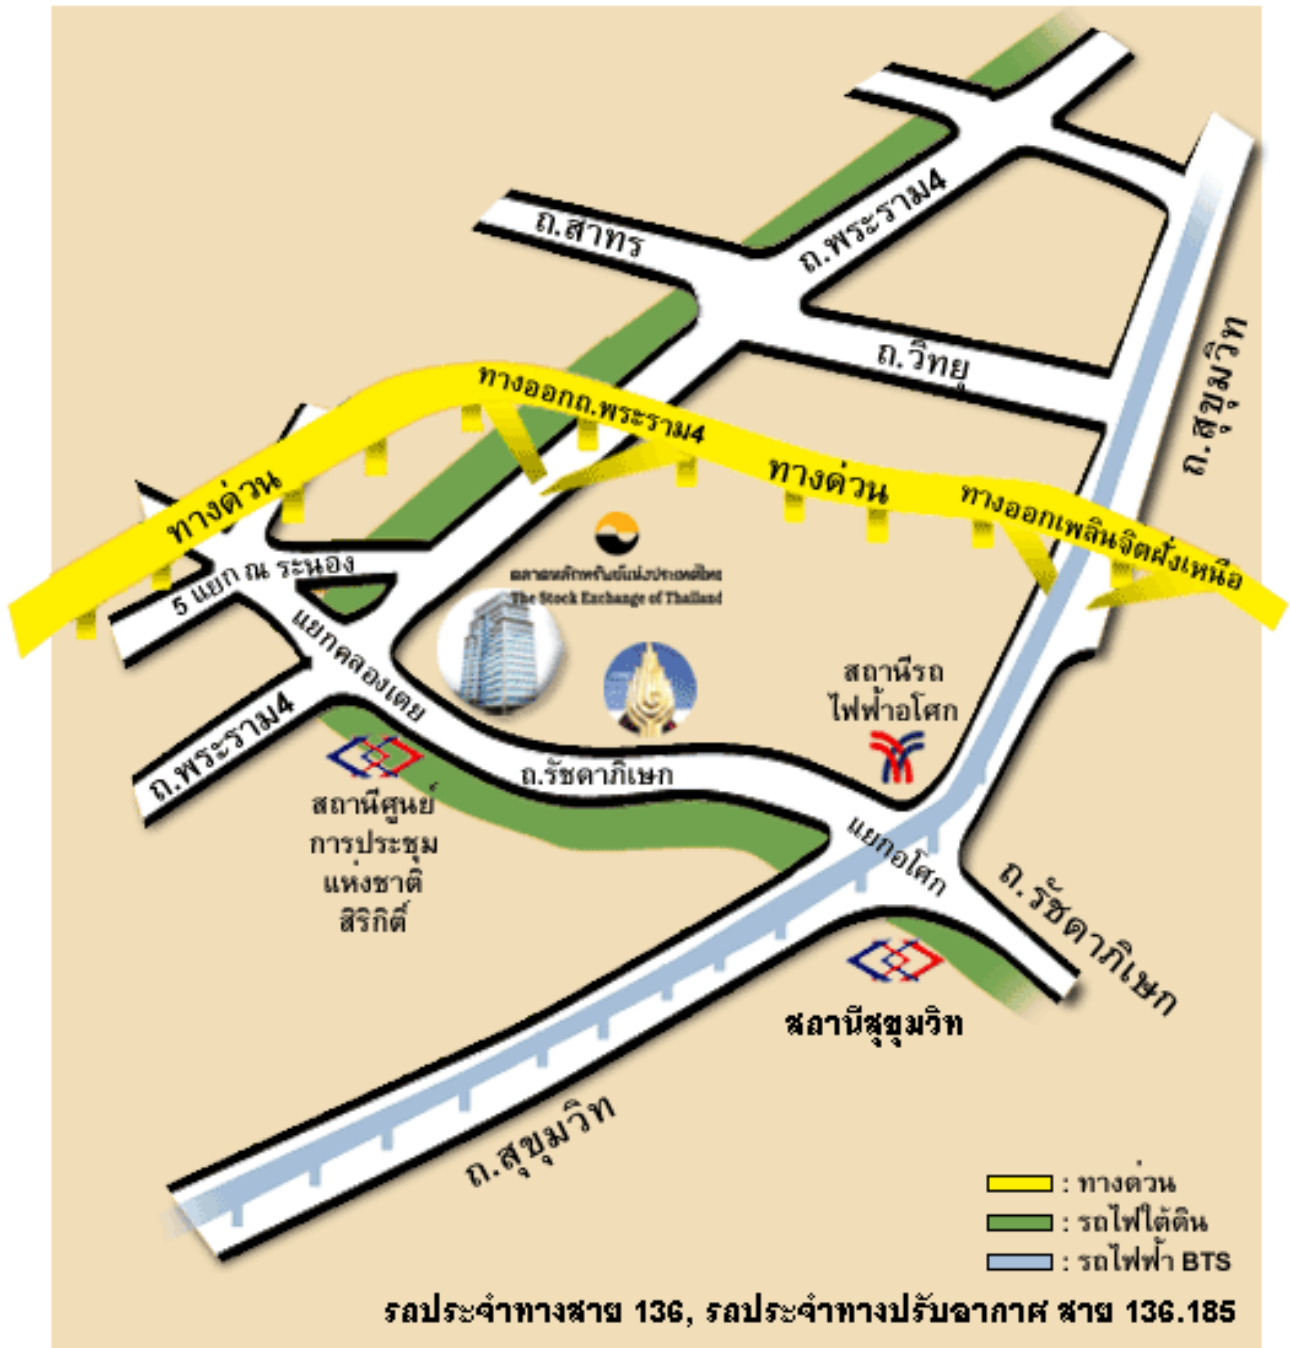 ถ.สาทร
ถ.พระราม4
ถ.วิทยุ
ถ.สุขุมวิท
ทางออกถ.พระราม4
ทางด่วน
ทางด่วน
ทางออกเพลินจิตฝั่งเหนือ
5 แยก ณ ระนอง
ตลาดหลักทรัพย์แห่งประเทศไทย
The Stock Exchange of Thailand
แยกคลองเตย
สถานีรถ
ไฟฟ้าอโศก
ถ.พระราม4
ถ.รัชดาภิเษก
สถานีศูนย์
การประชุม
แห่งชาติ
สิริกิติ์
แยกอโศก
ถ.รัชดาภิเษก
สถานีสุขุมวิท
ถ.สุขุมวิท
: ทางด่วน
: รถไฟใต้ดิน
: รถไฟฟ้า BTS
รถประจำทางสาย 136, รถประจำทางปรับอากาศ สาย 136.185